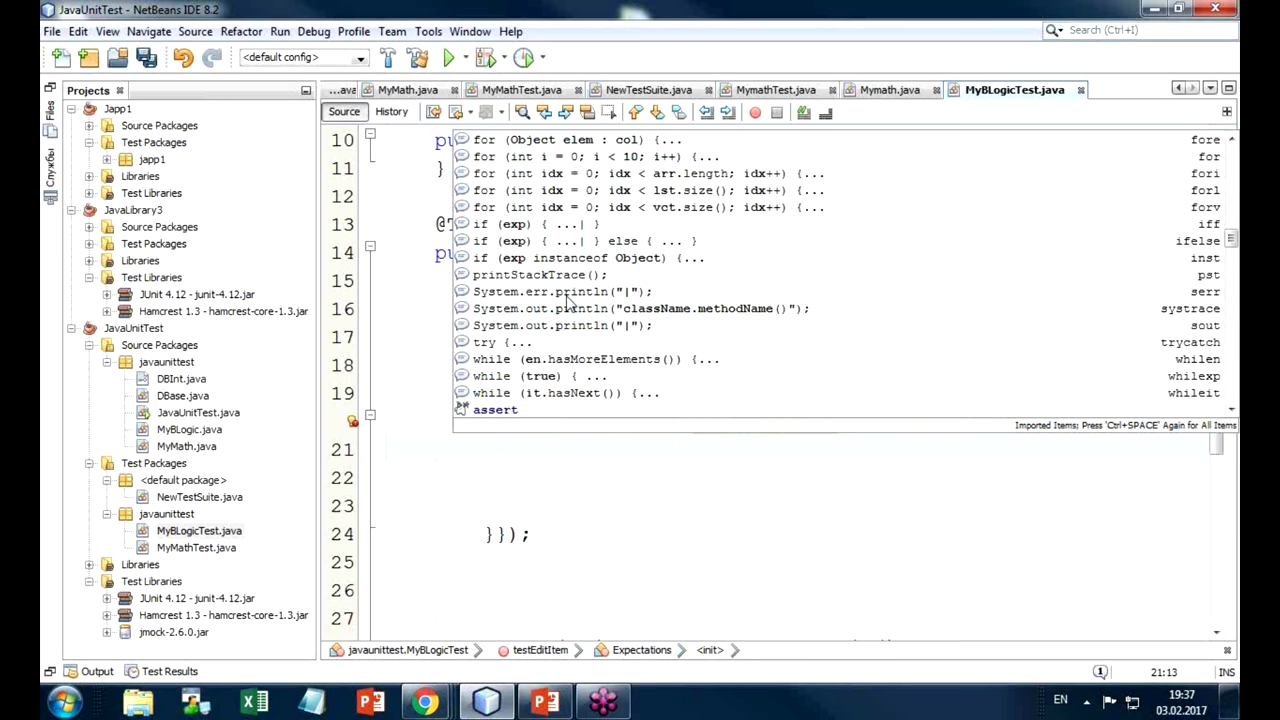 JavaUnitTest - NetBeans IDE 8.2
File Edit View Navigate Source Refactor Run Debug Profile Team Tools Window Help
Search (Ctrl+I)
<default config>
Projects
...ava MyMath.java MyMathTest.java NewTestSuite.java MymathTest.java Mymath.java MyBLogicTest.java
Source History
Files
Службы
Japp1
Source Packages
Test Packages
japp1
Libraries
Test Libraries
JavaLibrary3
Source Packages
Test Packages
Libraries
Test Libraries
JUnit 4.12 - junit-4.12.jar
Hamcrest 1.3 - hamcrest-core-1.3.jar
JavaUnitTest
Source Packages
javaunittest
DBInt.java
DBase.java
JavaUnitTest.java
MyBLogic.java
MyMath.java
Test Packages
<default package>
NewTestSuite.java
javaunittest
MyBLogicTest.java
MyMathTest.java
Libraries
Test Libraries
JUnit 4.12 - junit-4.12.jar
Hamcrest 1.3 - hamcrest-core-1.3.jar
jmock-2.6.0.jar
10 pu
11 }
12
13 @T
14 pu
15
16
17
18
19
21
22
23
24 }});
25
26
27
for (Object elem : col) {... fore
for (int i = 0; i < 10; i++) {... for
for (int idx = 0; idx < arr.length; idx++) {... fori
for (int idx = 0; idx < lst.size(); idx++) {... forl
for (int idx = 0; idx < vct.size(); idx++) {... forv
if (exp) { ...| } iff
if (exp) { ...| } else { ... } ifelse
if (exp instanceof Object) {... inst
printStackTrace(); pst
System.err.println("|"); serr
System.out.println("className.methodName()"); systrace
System.out.println("|"); sout
try {... trycatch
while (en.hasMoreElements()) {... whilen
while (true) { ... whilexp
while (it.hasNext()) {... whileit
assert
Imported Items; Press 'Ctrl+SPACE' Again for All Items
javaunittest.MyBLogicTest testEditItem Expectations <init>
Output Test Results
1 21:13 INS
EN 19:37
03.02.2017